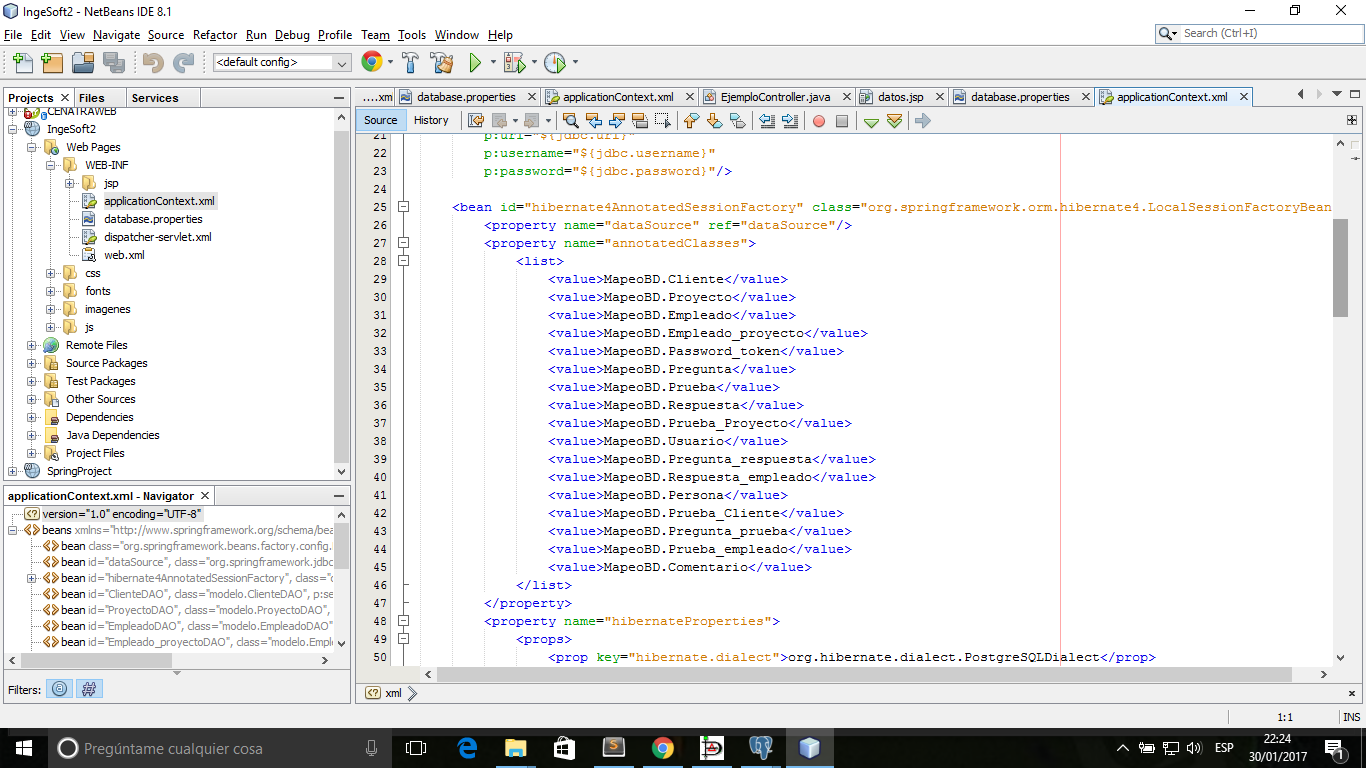 IngeSoft2 - NetBeans IDE 8.1
File Edit View Navigate Source Refactor Run Debug Profile Team Tools Window Help
Search (Ctrl+I)
<default config>
Projects Files Services
CENATRAWEB
IngeSoft2
Web Pages
WEB-INF
jsp
applicationContext.xml
database.properties
dispatcher-servlet.xml
web.xml
css
fonts
imagenes
js
Remote Files
Source Packages
Test Packages
Other Sources
Dependencies
Java Dependencies
Project Files
SpringProject
applicationContext.xml - Navigator
version="1.0" encoding="UTF-8"
beans xmlns="http://www.springframework.org/schema/bea
bean class="org.springframework.beans.factory.config.
bean id="dataSource", class="org.springframework.jdbc
bean id="hibernate4AnnotatedSessionFactory", class="o
bean id="ClienteDAO", class="modelo.ClienteDAO", p:se
bean id="ProyectoDAO", class="modelo.ProyectoDAO",
bean id="EmpleadoDAO", class="modelo.EmpleadoDAO"
bean id="Empleado_proyectoDAO", class="modelo.Empl
Filters:
....xm database.properties applicationContext.xml EjemploController.java datos.jsp database.properties applicationContext.xml
Source History
21 p:url="${jdbc.url}"
22 p:username="${jdbc.username}"
23 p:password="${jdbc.password}"/>
24
25 <bean id="hibernate4AnnotatedSessionFactory" class="org.springframework.orm.hibernate4.LocalSessionFactoryBean
26 <property name="dataSource" ref="dataSource"/>
27 <property name="annotatedClasses">
28 <list>
29 <value>MapeoBD.Cliente</value>
30 <value>MapeoBD.Proyecto</value>
31 <value>MapeoBD.Empleado</value>
32 <value>MapeoBD.Empleado_proyecto</value>
33 <value>MapeoBD.Password_token</value>
34 <value>MapeoBD.Pregunta</value>
35 <value>MapeoBD.Prueba</value>
36 <value>MapeoBD.Respuesta</value>
37 <value>MapeoBD.Prueba_Proyecto</value>
38 <value>MapeoBD.Usuario</value>
39 <value>MapeoBD.Pregunta_respuesta</value>
40 <value>MapeoBD.Respuesta_empleado</value>
41 <value>MapeoBD.Persona</value>
42 <value>MapeoBD.Prueba_Cliente</value>
43 <value>MapeoBD.Pregunta_prueba</value>
44 <value>MapeoBD.Prueba_empleado</value>
45 <value>MapeoBD.Comentario</value>
46 </list>
47 </property>
48 <property name="hibernateProperties">
49 <props>
50 <prop key="hibernate.dialect">org.hibernate.dialect.PostgreSQLDialect</prop>
xml
1:1 INS
Pregúntame cualquier cosa
ESP
22:24
30/01/2017
1